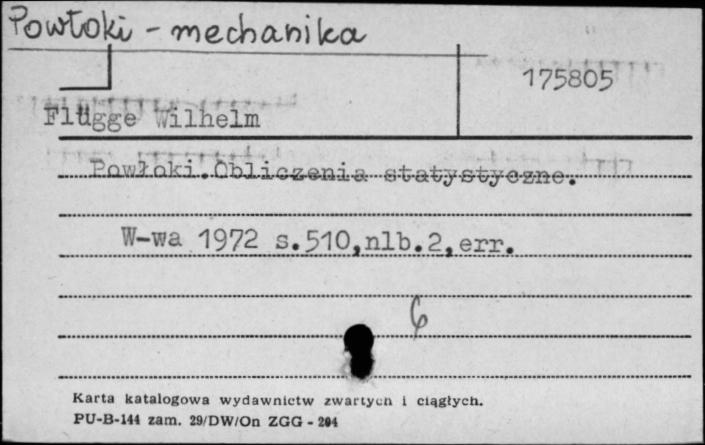 Powłoki - mechanika
175805
Flügge Wilhelm
Powłoki.Obliczenia statystyczne.
W-wa 1972 s.510,nlb.2,err.
6
Karta katalogowa wydawnictw zwartych i ciągłych.
PU-B-144 zam. 29/DW/On ZGG - 204